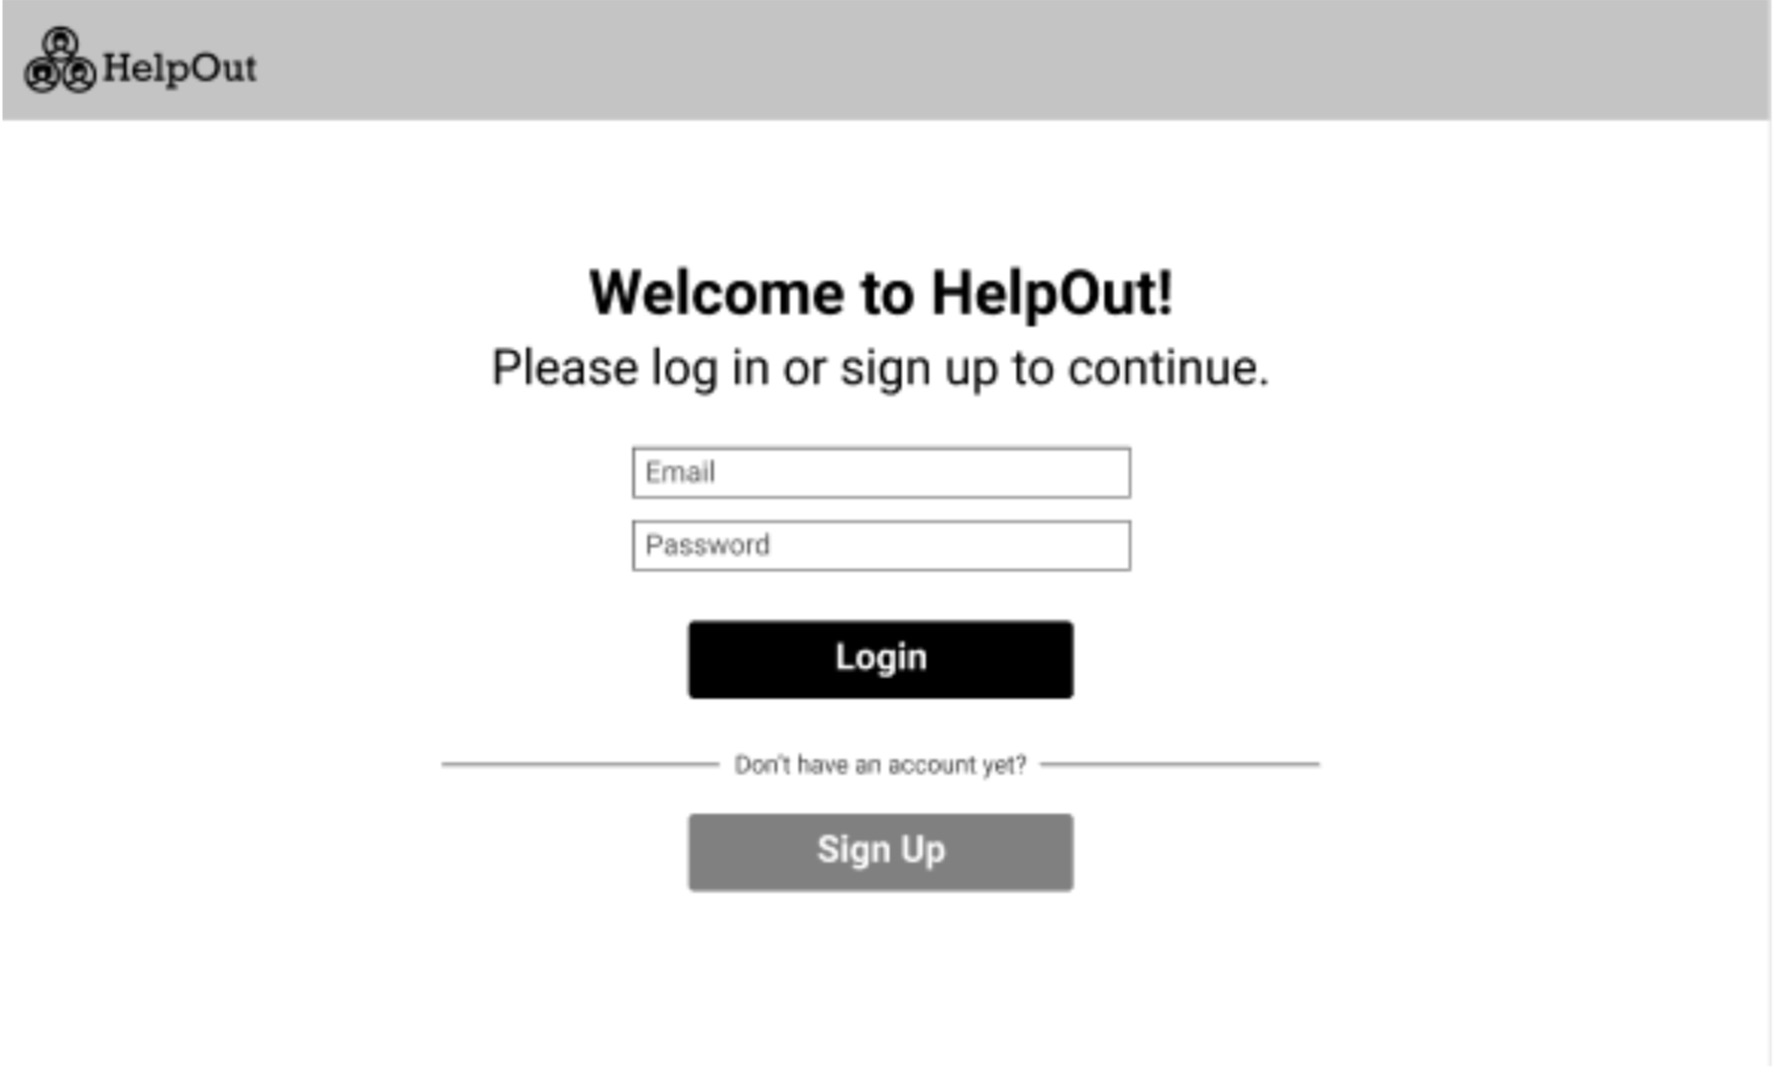 HelpOut
Welcome to HelpOut!
Please log in or sign up to continue.
Email
Password
Login
Don't have an account yet?
Sign Up